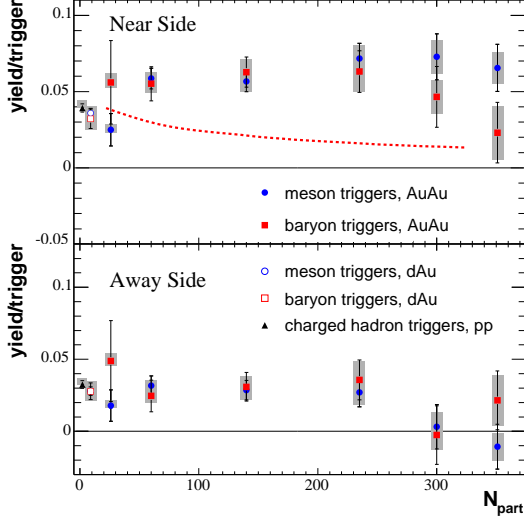 0.1
Near Side
yield/trigger
0.05
0
meson triggers, AuAu
baryon triggers, AuAu
-0.05
Away Side
meson triggers, dAu
baryon triggers, dAu
charged hadron triggers, pp
yield/trigger
0.1
0.05
0
0 100 200 300
Npart